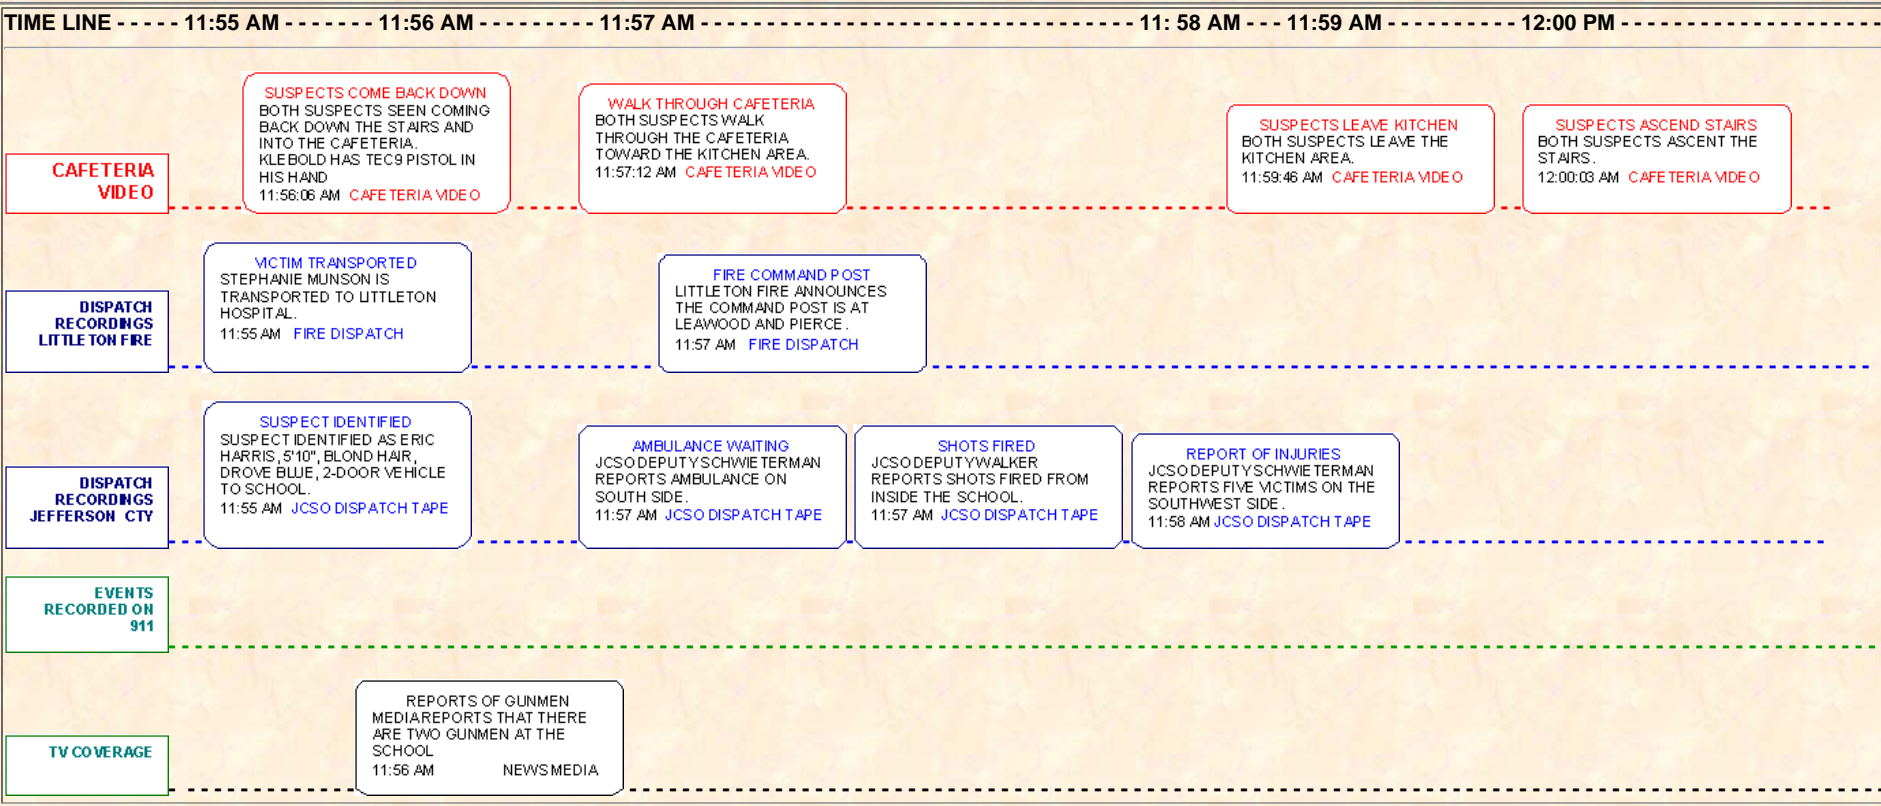 TIME LINE - - - - - 11:55 AM - - - - - - - 11:56 AM - - - - - - - - - 11:57 AM - - - - - - - - - - - - - - - - - - - - - - - - - - - - - - - - - - 11: 58 AM - - - 11:59 AM - - - - - - - - - - 12:00 PM - - - - - - - - - - - - - - - - - - - -
CAFETERIA
VIDEO
SUSPECTS COME BACK DOWN
BOTH SUSPECTS SEEN COMING
BACK DOWN THE STAIRS AND
INTO THE CAFETERIA.
KLEBOLD HAS TEC9 PISTOL IN
HIS HAND
11:56:06 AM CAFETERIA VIDEO
WALK THROUGH CAFETERIA
BOTH SUSPECTS WALK
THROUGH THE CAFETERIA
TOWARD THE KITCHEN AREA.
11:57:12 AM CAFETERIA VIDEO
SUSPECTS LEAVE KITCHEN
BOTH SUSPECTS LEAVE THE
KITCHEN AREA.
11:59:46 AM CAFETERIA VIDEO
SUSPECTS ASCEND STAIRS
BOTH SUSPECTS ASCENT THE
STAIRS.
12:00:03 AM CAFETERIA VIDEO
DISPATCH
RECORDINGS
LITTLETON FIRE
VICTIM TRANSPORTED
STEPHANIE MUNSON IS
TRANSPORTED TO LITTLETON
HOSPITAL.
11:55 AM FIRE DISPATCH
FIRE COMMAND POST
LITTLETON FIRE ANNOUNCES
THE COMMAND POST IS AT
LEAWOOD AND PIERCE.
11:57 AM FIRE DISPATCH
DISPATCH
RECORDINGS
JEFFERSON CTY
SUSPECT IDENTIFIED
SUSPECT IDENTIFIED AS ERIC
HARRIS, 5'10", BLOND HAIR,
DROVE BLUE, 2-DOOR VEHICLE
TO SCHOOL.
11:55 AM JCSO DISPATCH TAPE
AMBULANCE WAITING
JCSO DEPUTY SCHWIETERMAN
REPORTS AMBULANCE ON
SOUTH SIDE.
11:57 AM JCSO DISPATCH TAPE
SHOTS FIRED
JCSO DEPUTY WALKER
REPORTS SHOTS FIRED FROM
INSIDE THE SCHOOL.
11:57 AM JCSO DISPATCH TAPE
REPORT OF INJURIES
JCSO DEPUTY SCHWIETERMAN
REPORTS FIVE VICTIMS ON THE
SOUTHWEST SIDE.
11:58 AM JCSO DISPATCH TAPE
EVENTS
RECORDED ON
911
TV COVERAGE
REPORTS OF GUNMEN
MEDIA REPORTS THAT THERE
ARE TWO GUNMEN AT THE
SCHOOL
11:56 AM NEWS MEDIA